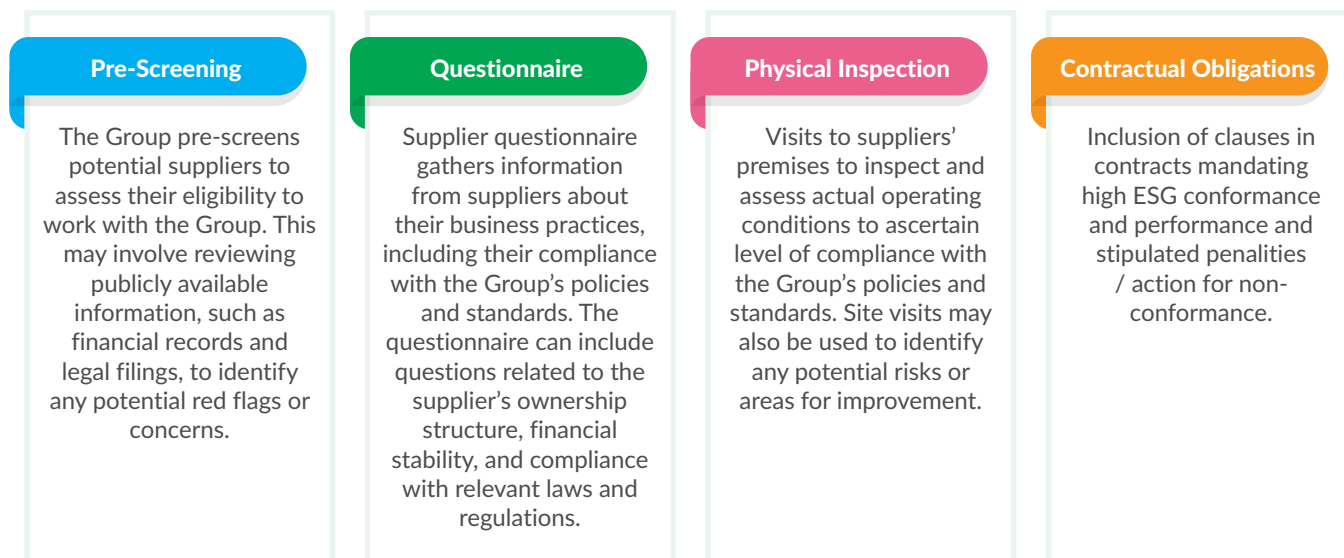 Pre-Screening
The Group pre-screens
potential suppliers to
assess their eligibility to
work with the Group. This
may involve reviewing
publicly available
information, such as
financial records and
legal filings, to identify
any potential red flags or
concerns.
Questionnaire
Supplier questionnaire
gathers information
from suppliers about
their business practices,
including their compliance
with the Group’s policies
and standards. The
questionnaire can include
questions related to the
supplier’s ownership
structure, financial
stability, and compliance
with relevant laws and
regulations.
Physical Inspection
Visits to suppliers’
premises to inspect and
assess actual operating
conditions to ascertain
level of compliance with
the Group’s policies and
standards. Site visits may
also be used to identify
any potential risks or
areas for improvement.
Contractual Obligations
Inclusion of clauses in
contracts mandating
high ESG conformance
and performance and
stipulated penalities
/ action for non-
conformance.